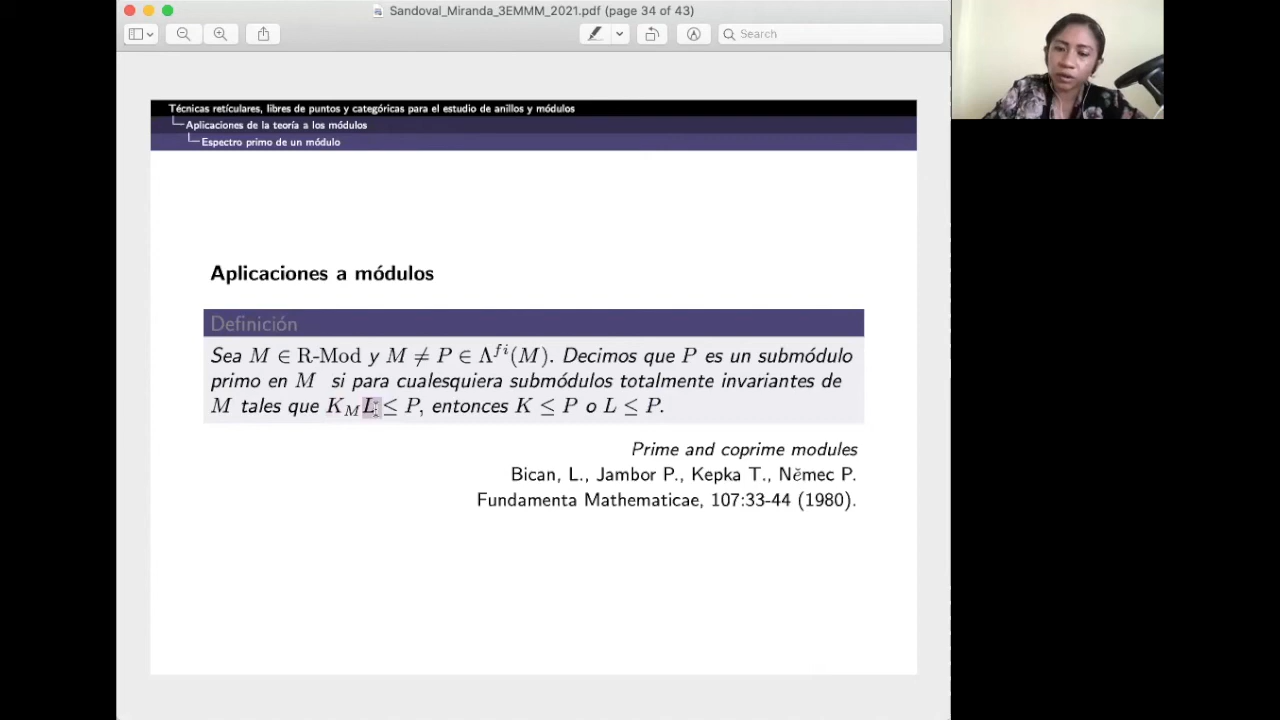 Sandoval_Miranda_3EMMM_2021.pdf (page 34 of 43)
Search
Técnicas retículares, libres de puntos y categóricas para el estudio de anillos y módulos
Aplicaciones de la teoría a los módulos
Espectro primo de un módulo
Aplicaciones a módulos
Definición
Sea M ∈ R-Mod y M ≠ P ∈ Λ^{fi}(M). Decimos que P es un submódulo
primo en M si para cualesquiera submódulos totalmente invariantes de
M tales que K_M L ≤ P, entonces K ≤ P o L ≤ P.
Prime and coprime modules
Bican, L., Jambor P., Kepka T., Němec P.
Fundamenta Mathematicae, 107:33-44 (1980).